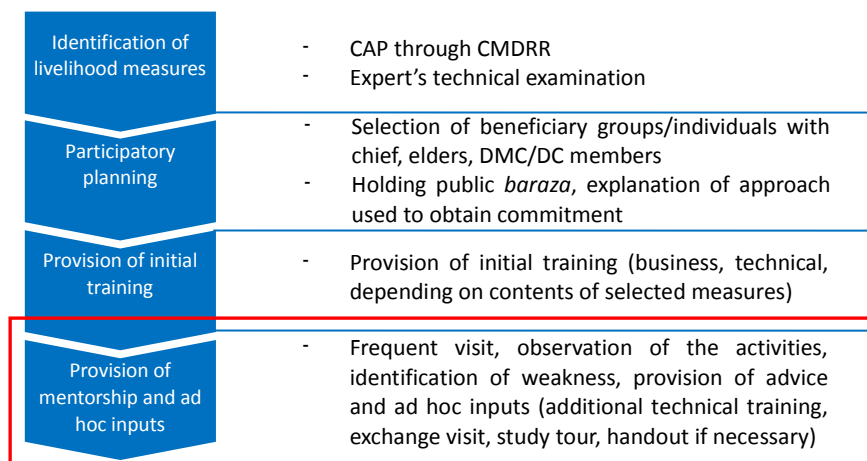 Identification of
livelihood measures
- CAP through CMDRR
- Expert's technical examination
Participatory
planning
- Selection of beneficiary groups/individuals with
chief, elders, DMC/DC members
- Holding public baraza, explanation of approach
used to obtain commitment
Provision of initial
training
- Provision of initial training (business, technical,
depending on contents of selected measures)
Provision of
mentorship and ad
hoc inputs
- Frequent visit, observation of the activities,
identification of weakness, provision of advice
and ad hoc inputs (additional technical training,
exchange visit, study tour, handout if necessary)